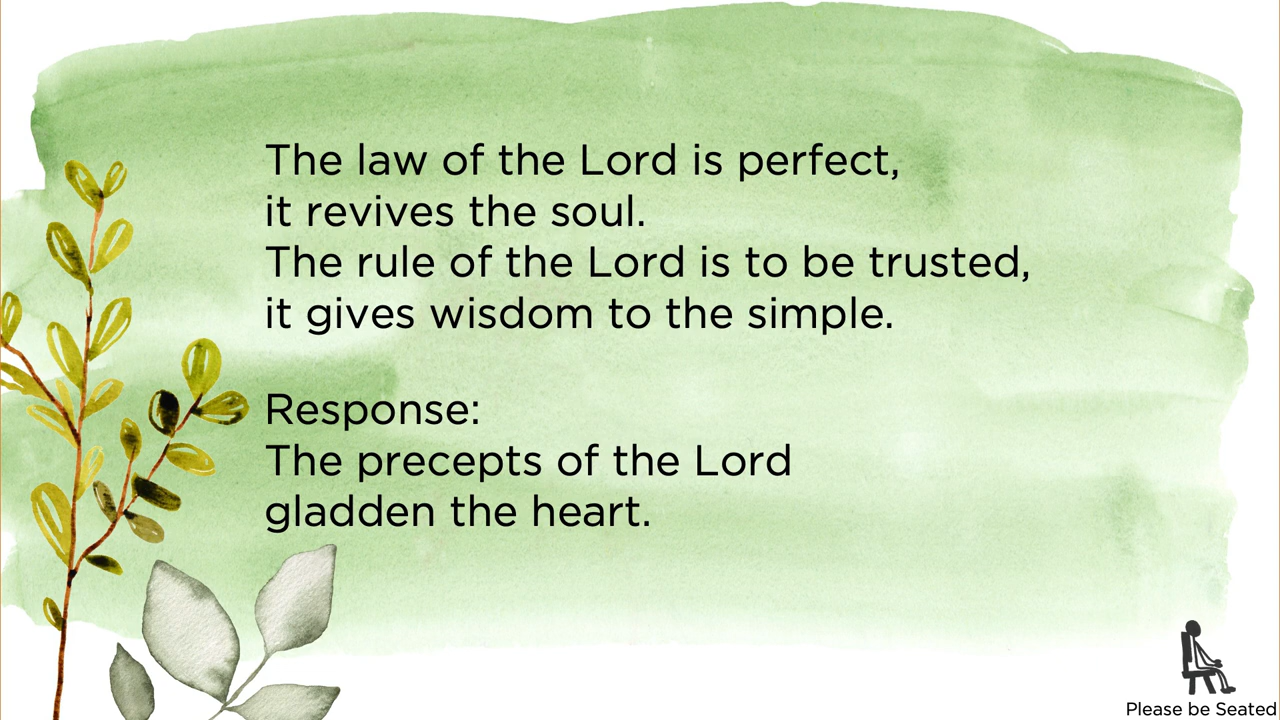 The law of the Lord is perfect,
it revives the soul.
The rule of the Lord is to be trusted,
it gives wisdom to the simple.
Response:
The precepts of the Lord
gladden the heart.
Please be Seated